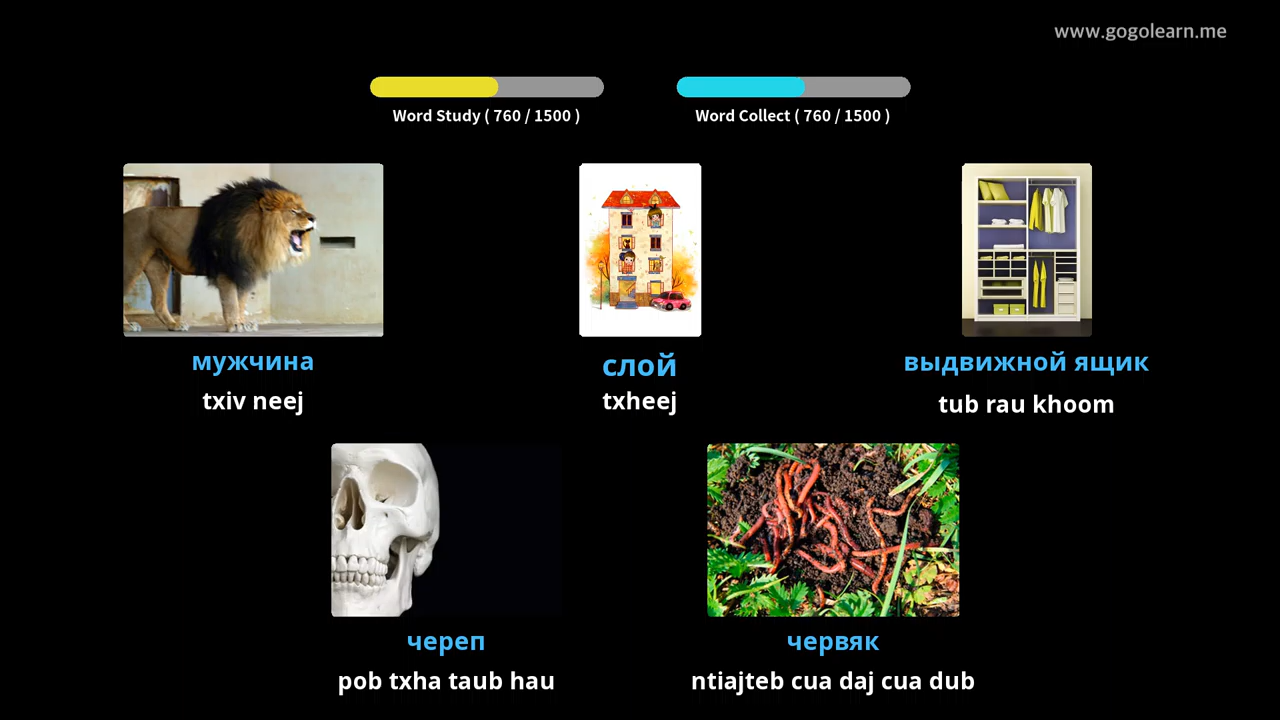 www.gogolearn.me
Word Study ( 760 / 1500 )
Word Collect ( 760 / 1500 )
мужчина
txiv neej
слой
txheej
выдвижной ящик
tub rau khoom
череп
pob txha taub hau
червяк
ntiajteb cua daj cua dub